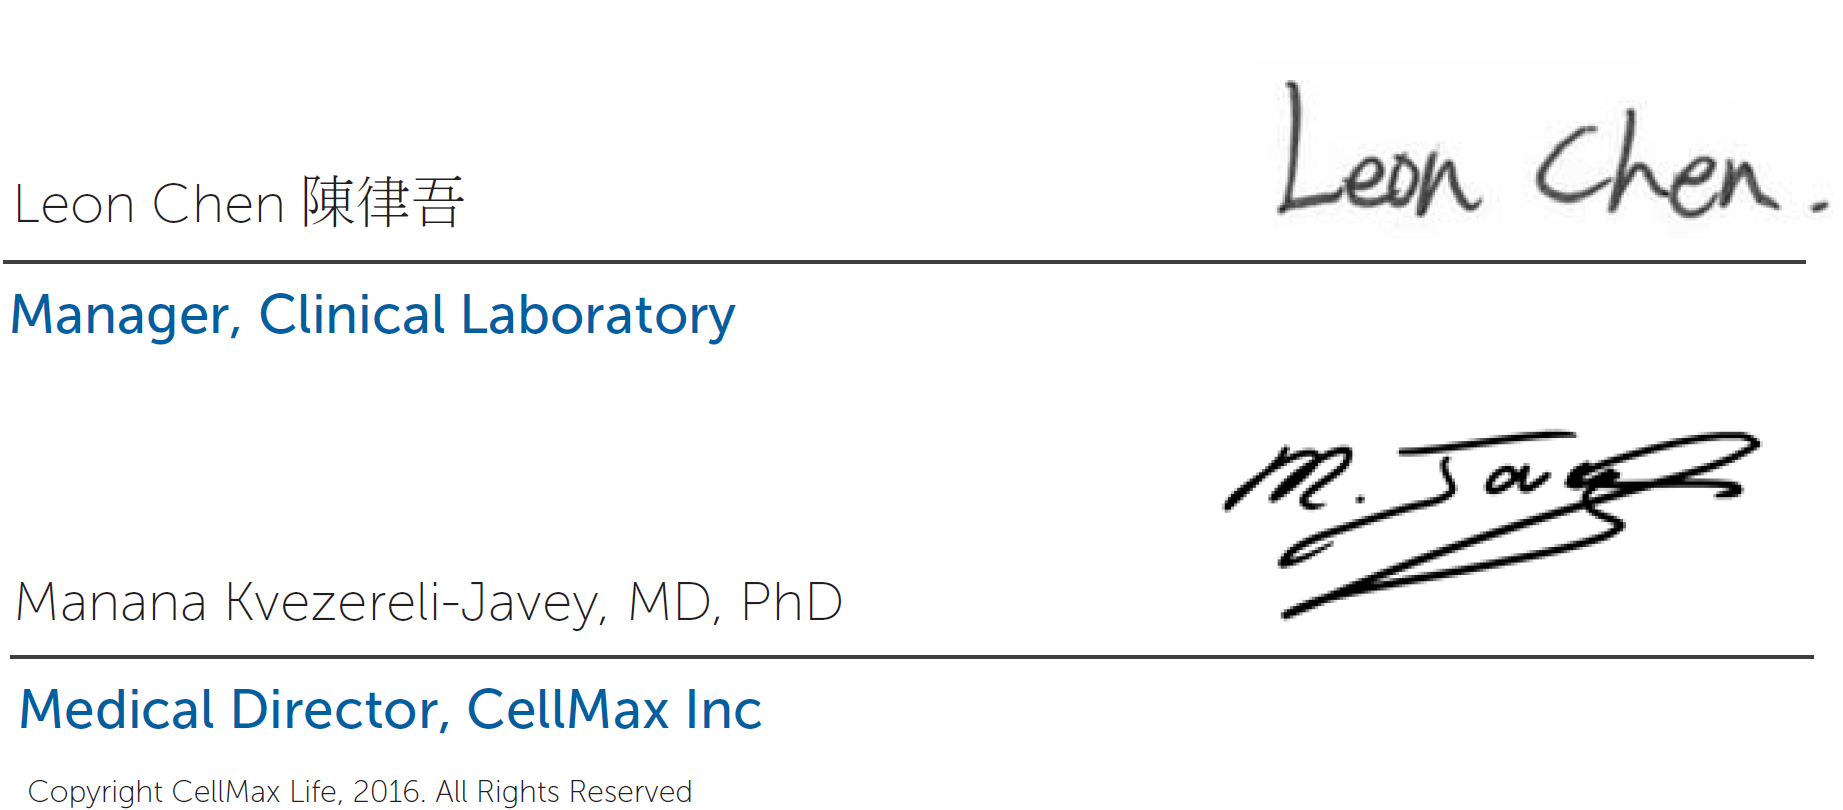 Leon Chen.
Leon Chen 陳律吾
Manager, Clinical Laboratory
M. Javey
Manana Kvezereli-Javey, MD, PhD
Medical Director, CellMax Inc
Copyright CellMax Life, 2016. All Rights Reserved